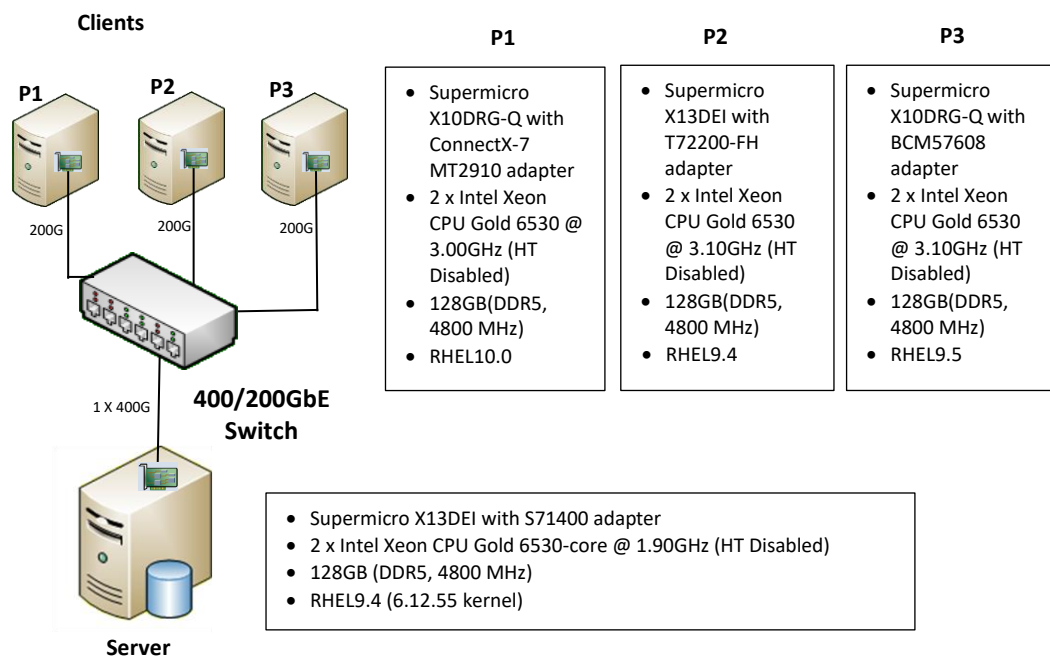 Clients
P1
P2
P3
200G
200G
200G
400/200GbE
Switch
1 X 400G
Server
P1
• Supermicro
X10DRG-Q with
ConnectX-7
MT2910 adapter
• 2 x Intel Xeon
CPU Gold 6530 @
3.00GHz (HT
Disabled)
• 128GB(DDR5,
4800 MHz)
• RHEL10.0
P2
• Supermicro
X13DEI with
T72200-FH
adapter
• 2 x Intel Xeon
CPU Gold 6530
@ 3.10GHz (HT
Disabled)
• 128GB(DDR5,
4800 MHz)
• RHEL9.4
P3
• Supermicro
X10DRG-Q with
BCM57608
adapter
• 2 x Intel Xeon
CPU Gold 6530
@ 3.10GHz (HT
Disabled)
• 128GB(DDR5,
4800 MHz)
• RHEL9.5
• Supermicro X13DEI with S71400 adapter
• 2 x Intel Xeon CPU Gold 6530-core @ 1.90GHz (HT Disabled)
• 128GB (DDR5, 4800 MHz)
• RHEL9.4 (6.12.55 kernel)